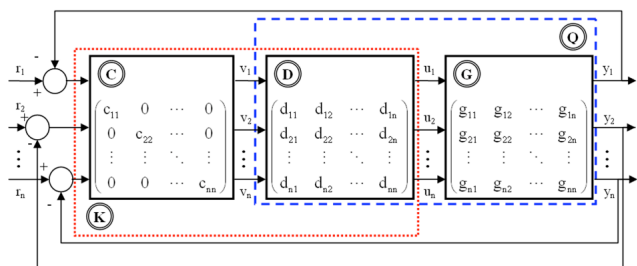 Q
C
D
G
r1
v1
u1
y1
c11 0 ⋯ 0
d11 d12 ⋯ d1n
g11 g12 ⋯ g1n
r2
v2
u2
y2
0 c22 ⋯ 0
d21 d22 ⋯ d2n
g21 g22 ⋯ g2n
⋮ ⋮ ⋱ ⋮
⋮ ⋮ ⋱ ⋮
⋮ ⋮ ⋱ ⋮
rn
vn
un
yn
0 0 ⋯ cnn
dn1 dn2 ⋯ dnn
gn1 gn2 ⋯ gnn
K